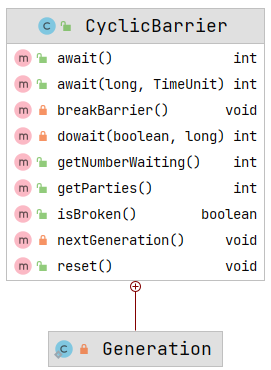 CyclicBarrier
await() int
await(long, TimeUnit) int
breakBarrier() void
dowait(boolean, long) int
getNumberWaiting() int
getParties() int
isBroken() boolean
nextGeneration() void
reset() void
Generation